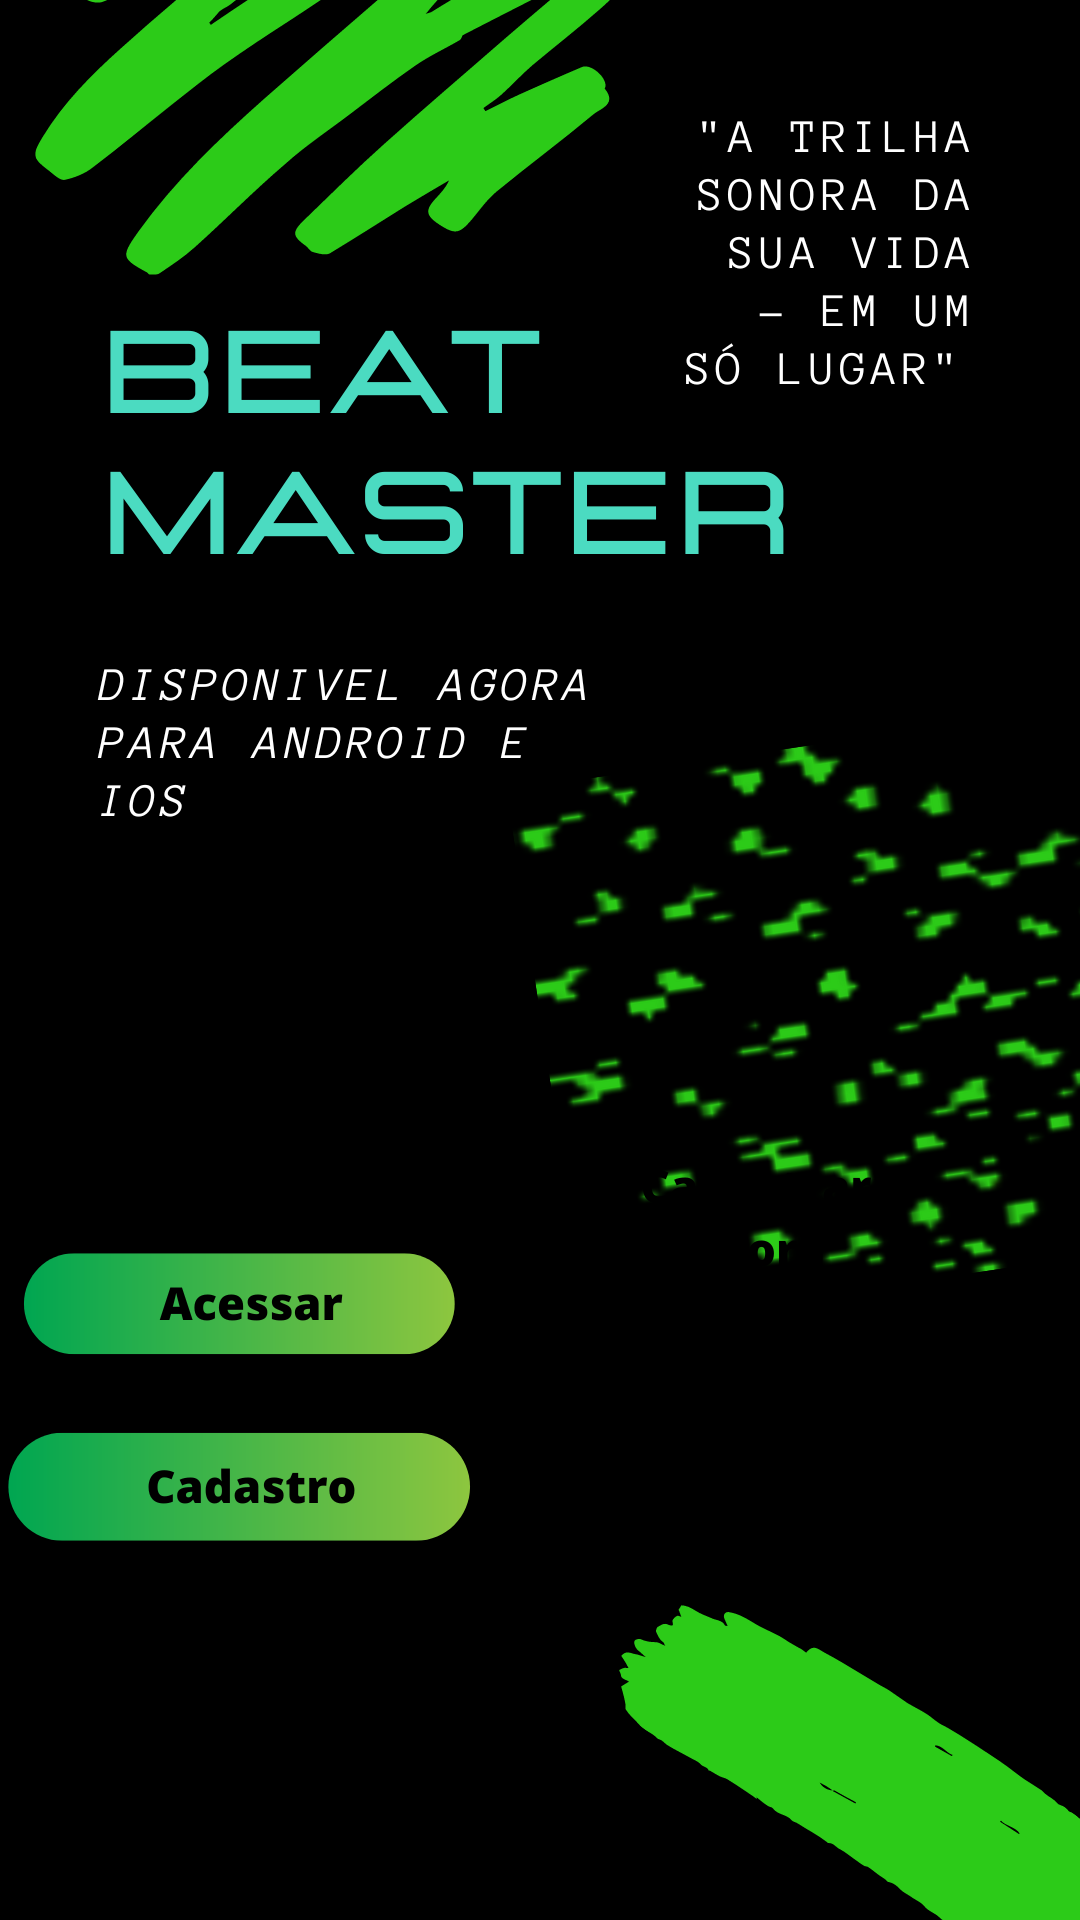 "A TRILHA
SONORA DA
SUA VIDA
— EM UM
SÓ LUGAR"
BEAT
MASTER
DISPONIVEL AGORA
PARA ANDROID E
IOS
Acessar
Cadastro